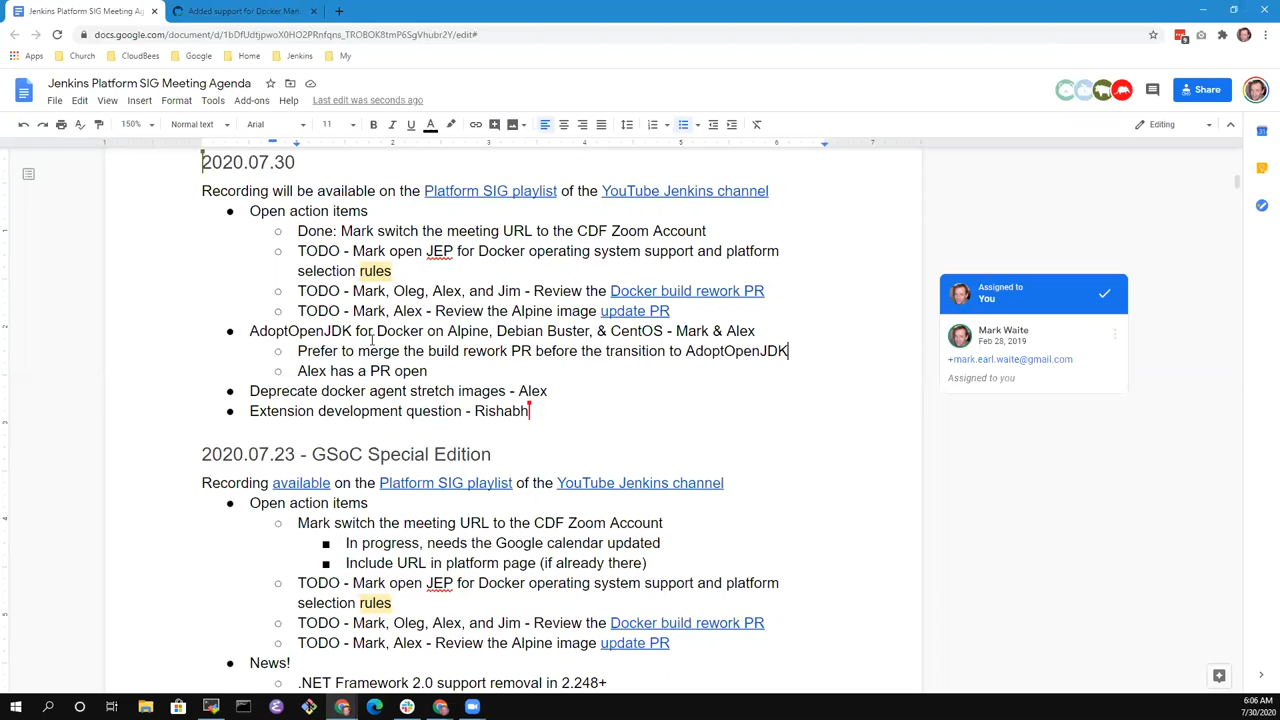 Jenkins Platform SIG Meeting Ag
Added support for Docker Man
docs.google.com/document/d/1bDfUdtjpwoX0HO2PRnfqns_TROBOK8tmP6SgVhubr2Y/edit#
Apps Church CloudBees Google Home Jenkins My
Jenkins Platform SIG Meeting Agenda
File Edit View Insert Format Tools Add-ons Help Last edit was seconds ago
Share
150% Normal text Arial 11 Editing
1 1 2 3 4 5 6 7
2020.07.30
Recording will be available on the Platform SIG playlist of the YouTube Jenkins channel
● Open action items
○ Done: Mark switch the meeting URL to the CDF Zoom Account
○ TODO - Mark open JEP for Docker operating system support and platform
selection rules
○ TODO - Mark, Oleg, Alex, and Jim - Review the Docker build rework PR
○ TODO - Mark, Alex - Review the Alpine image update PR
● AdoptOpenJDK for Docker on Alpine, Debian Buster, & CentOS - Mark & Alex
○ Prefer to merge the build rework PR before the transition to AdoptOpenJDK
○ Alex has a PR open
● Deprecate docker agent stretch images - Alex
● Extension development question - Rishabh
Assigned to
You
Mark Waite
Feb 28, 2019
+mark.earl.waite@gmail.com
Assigned to you
2020.07.23 - GSoC Special Edition
Recording available on the Platform SIG playlist of the YouTube Jenkins channel
● Open action items
○ Mark switch the meeting URL to the CDF Zoom Account
■ In progress, needs the Google calendar updated
■ Include URL in platform page (if already there)
○ TODO - Mark open JEP for Docker operating system support and platform
selection rules
○ TODO - Mark, Oleg, Alex, and Jim - Review the Docker build rework PR
○ TODO - Mark, Alex - Review the Alpine image update PR
● News!
○ .NET Framework 2.0 support removal in 2.248+
6:06 AM
7/30/2020